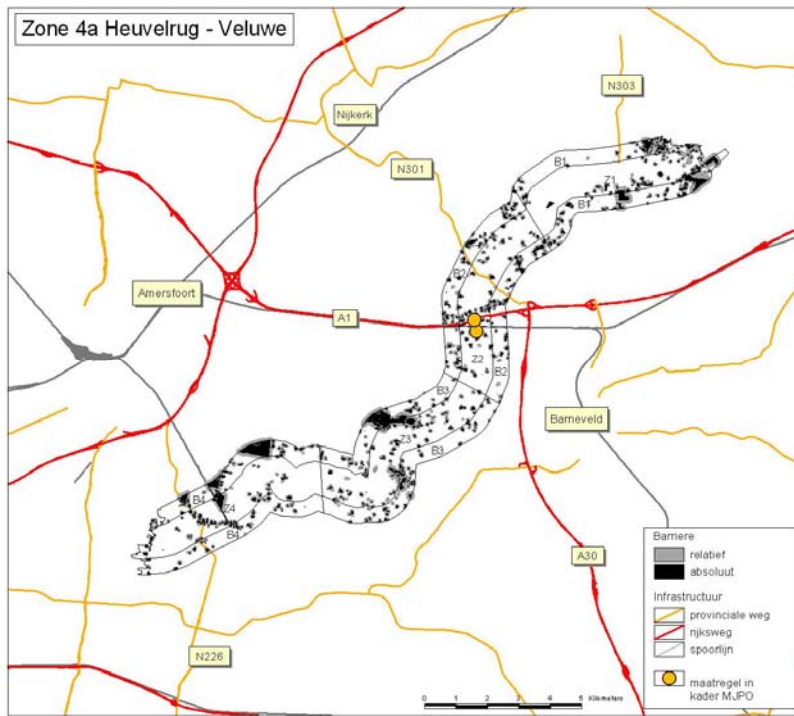 Zone 4a Heuvelrug - Veluwe
N303
Nijkerk
N301
B1
Z1
B1
B2
Amersfoort
A1
Z2
B2
B3
Barneveld
Z3
B3
B4
Z4
B4
A30
N226
Barriere
relatief
absoluut
Infrastructuur
provinciale weg
rijksweg
spoorlijn
maatregel in
kader MJPO
0 1 2 3 4 5 Kilometers